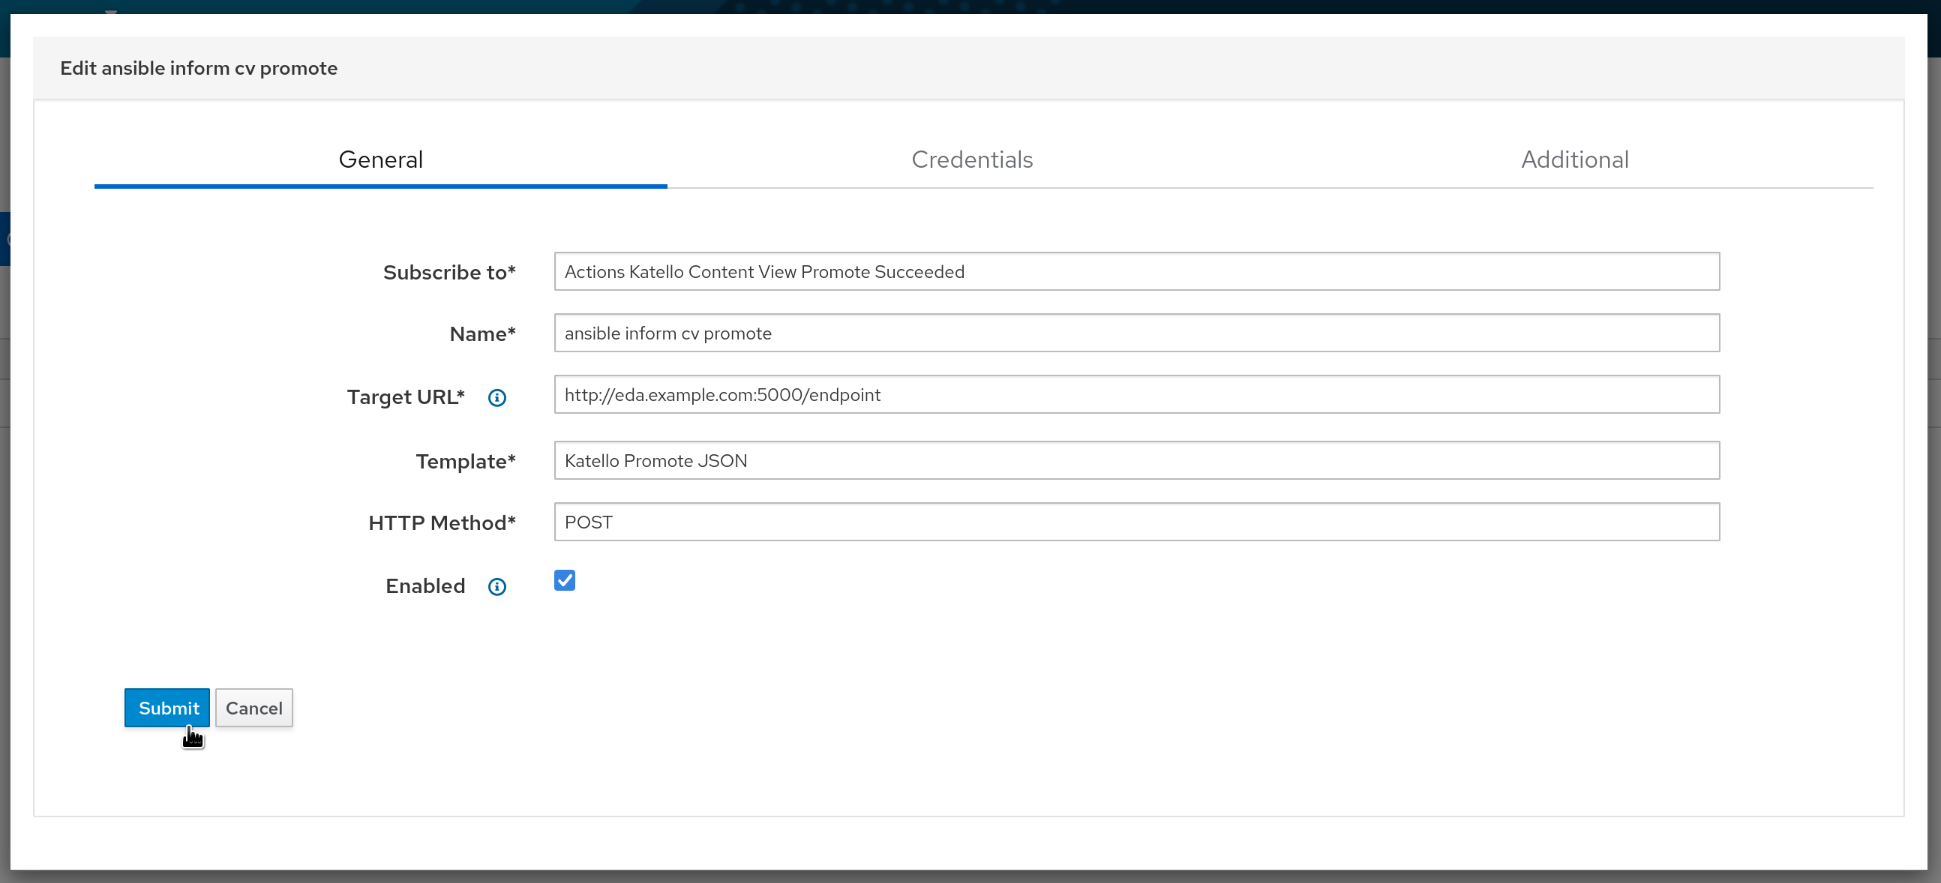 Edit ansible inform cv promote
General
Credentials
Additional
Subscribe to* Actions Katello Content View Promote Succeeded
Name* ansible inform cv promote
Target URL* http://eda.example.com:5000/endpoint
Template* Katello Promote JSON
HTTP Method* POST
Enabled
Submit Cancel